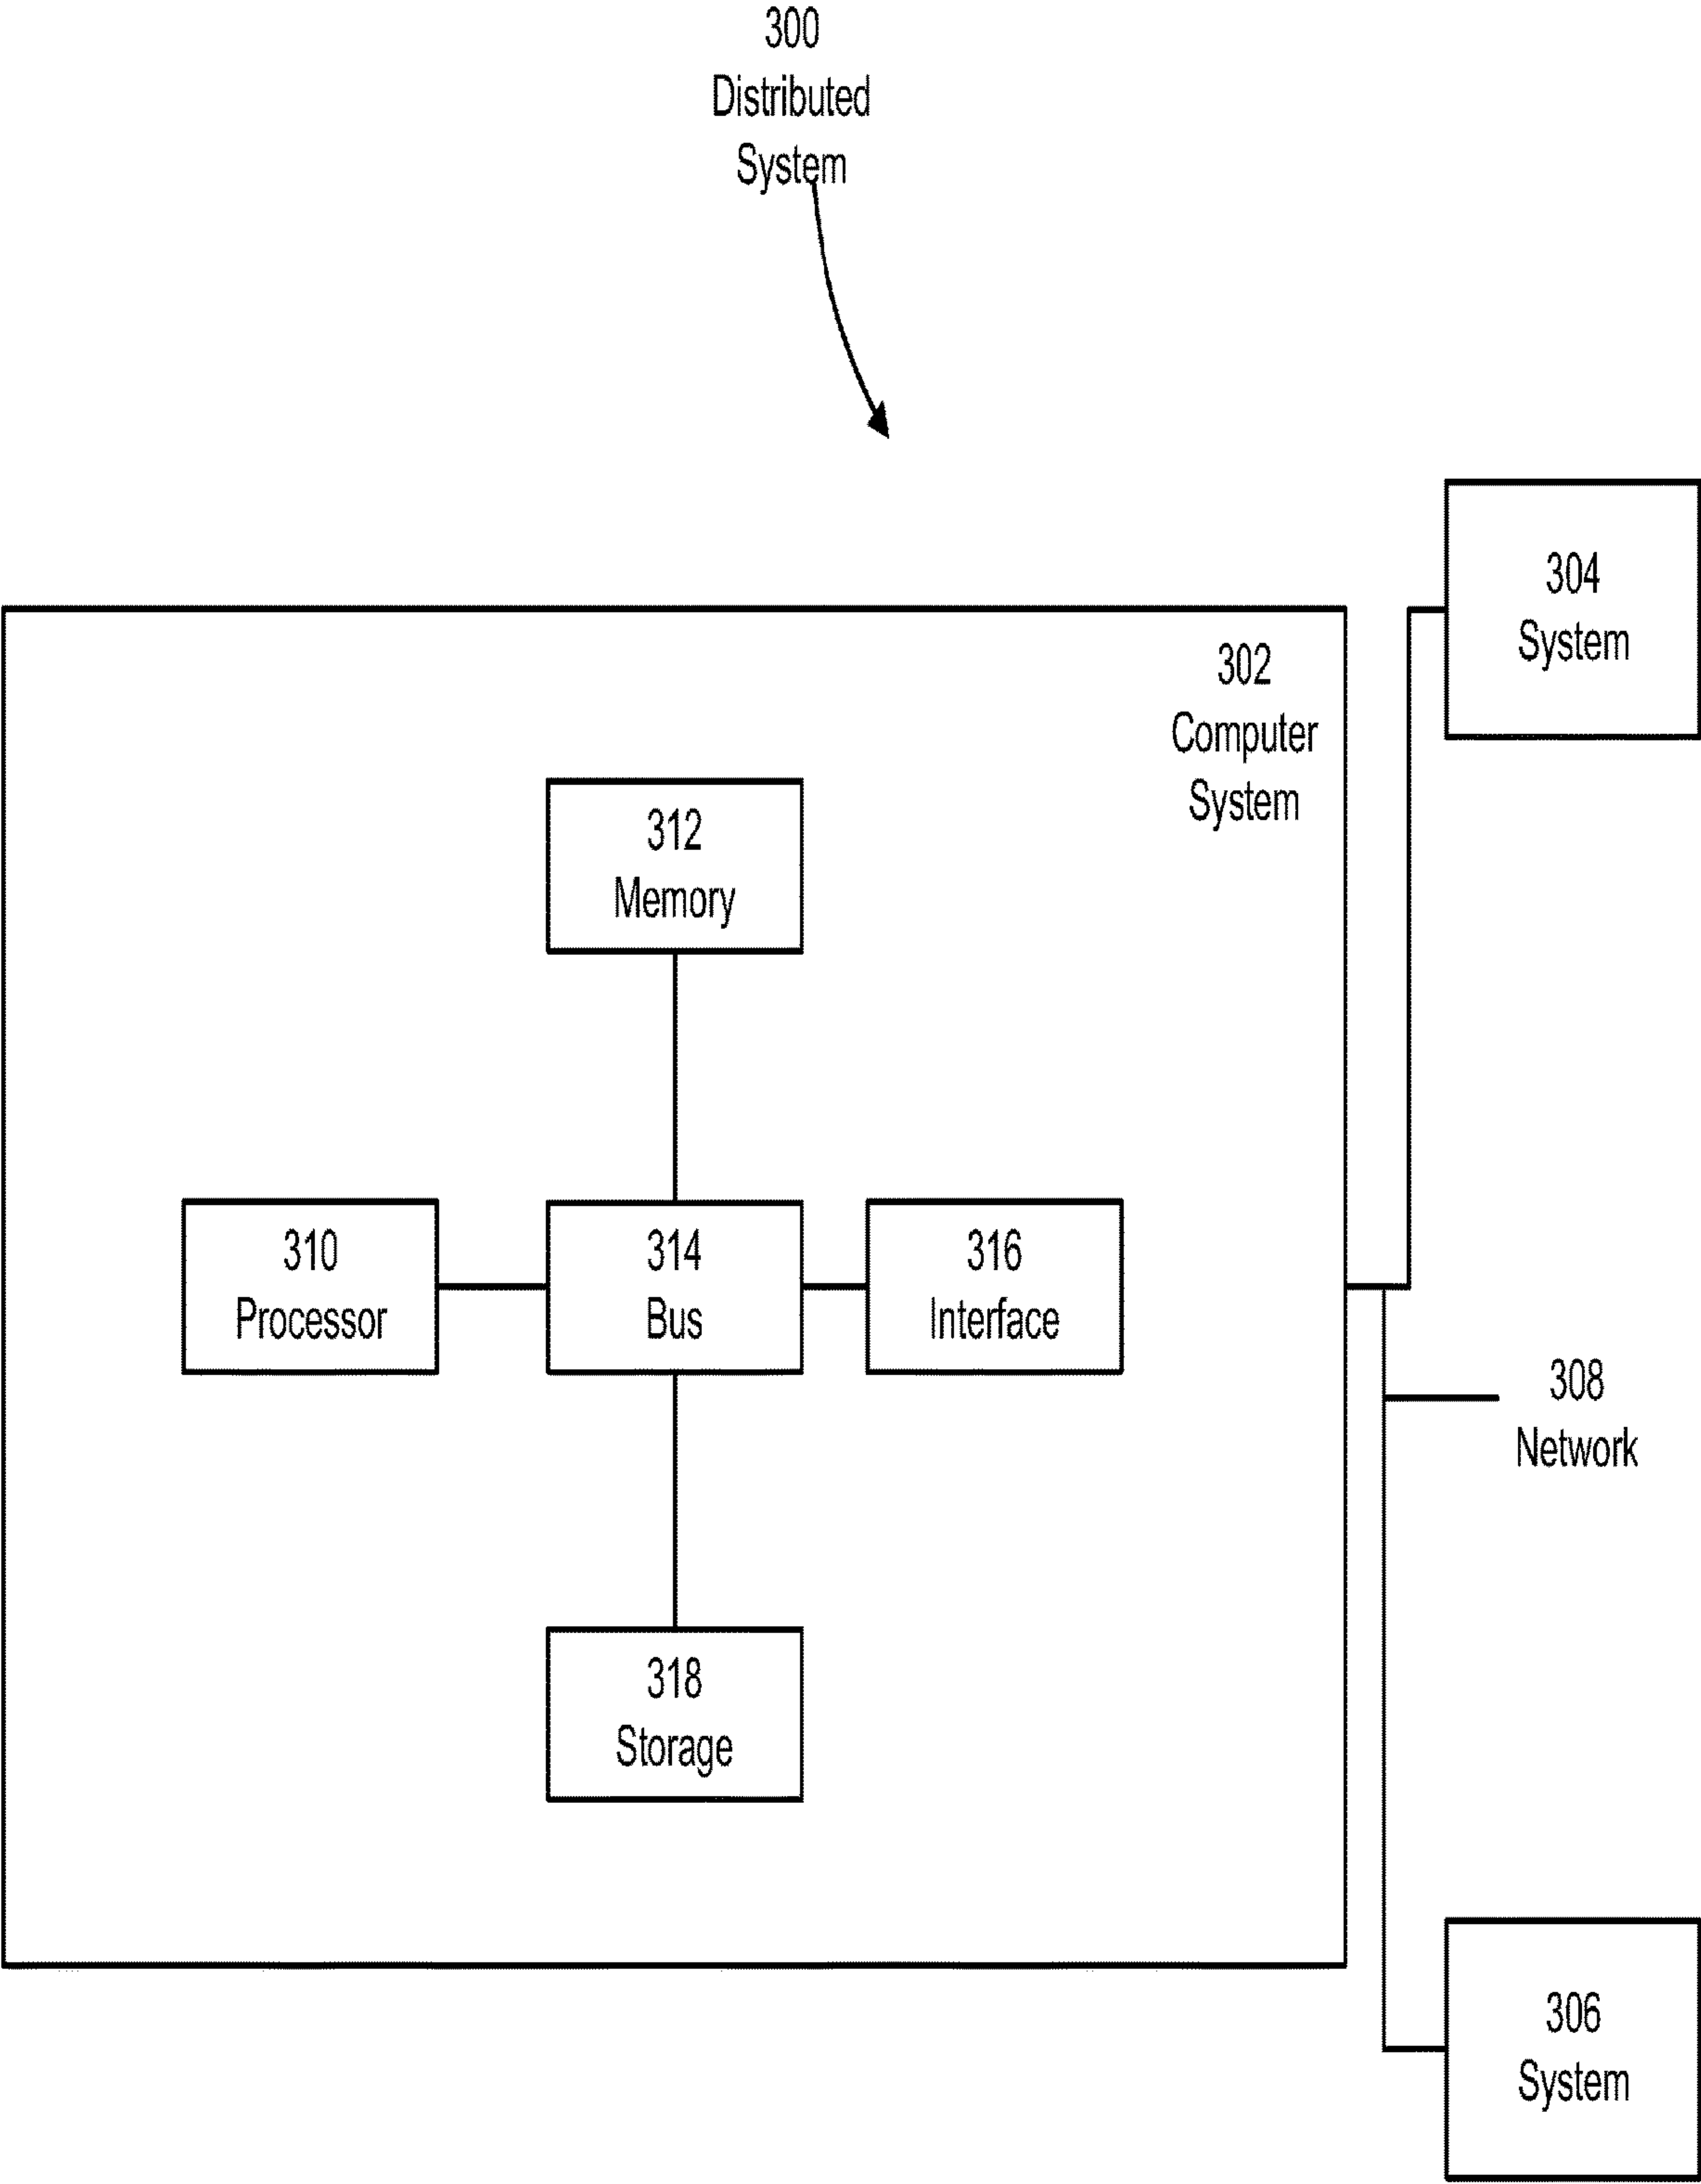 300
Distributed
System
304
System
302
Computer
System
312
Memory
310
Processor
314
Bus
316
Interface
308
Network
318
Storage
306
System